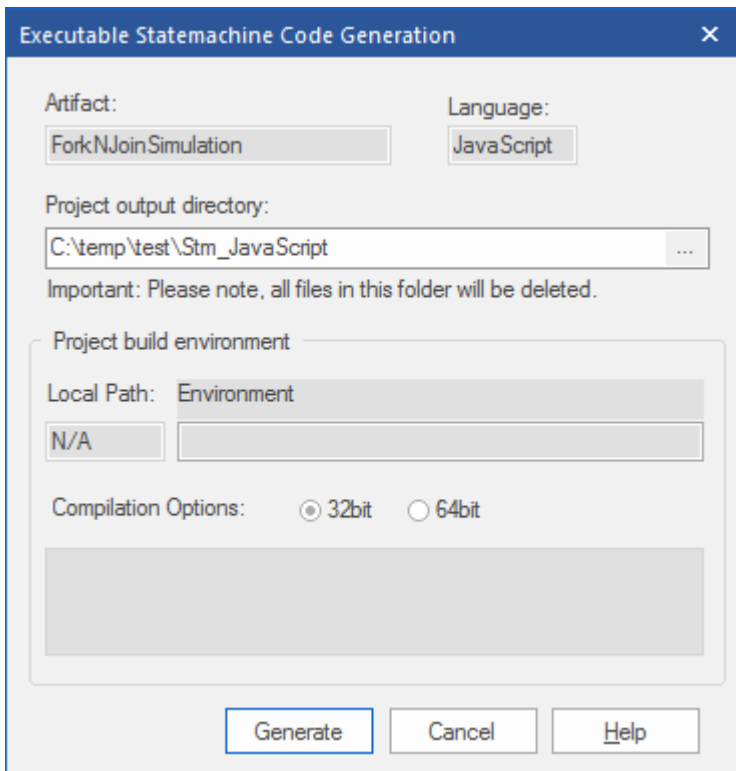 Executable Statemachine Code Generation
Artifact:
Language:
ForkNJoinSimulation
JavaScript
Project output directory:
C:\temp\test\Stm_JavaScript
...
Important: Please note, all files in this folder will be deleted.
Project build environment
Local Path:
Environment
N/A
Compilation Options:
32bit
64bit
Generate
Cancel
Help